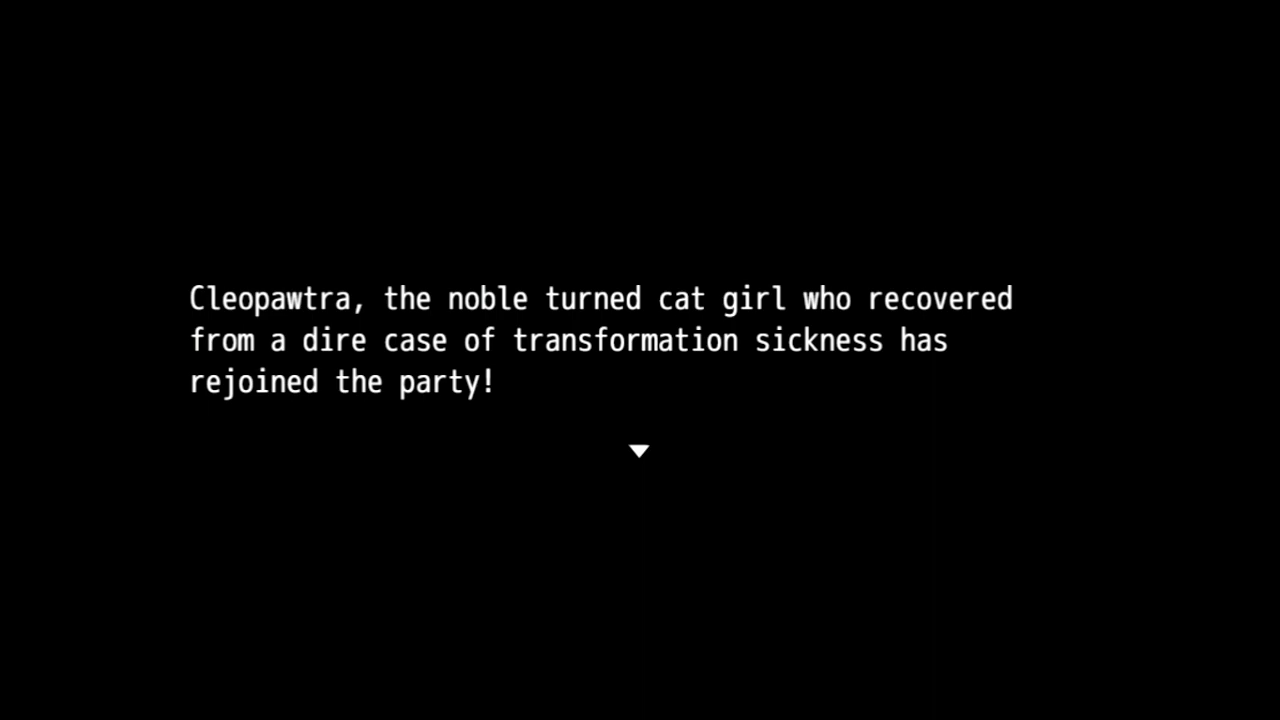 Cleopawtra, the noble turned cat girl who recovered
from a dire case of transformation sickness has
rejoined the party!